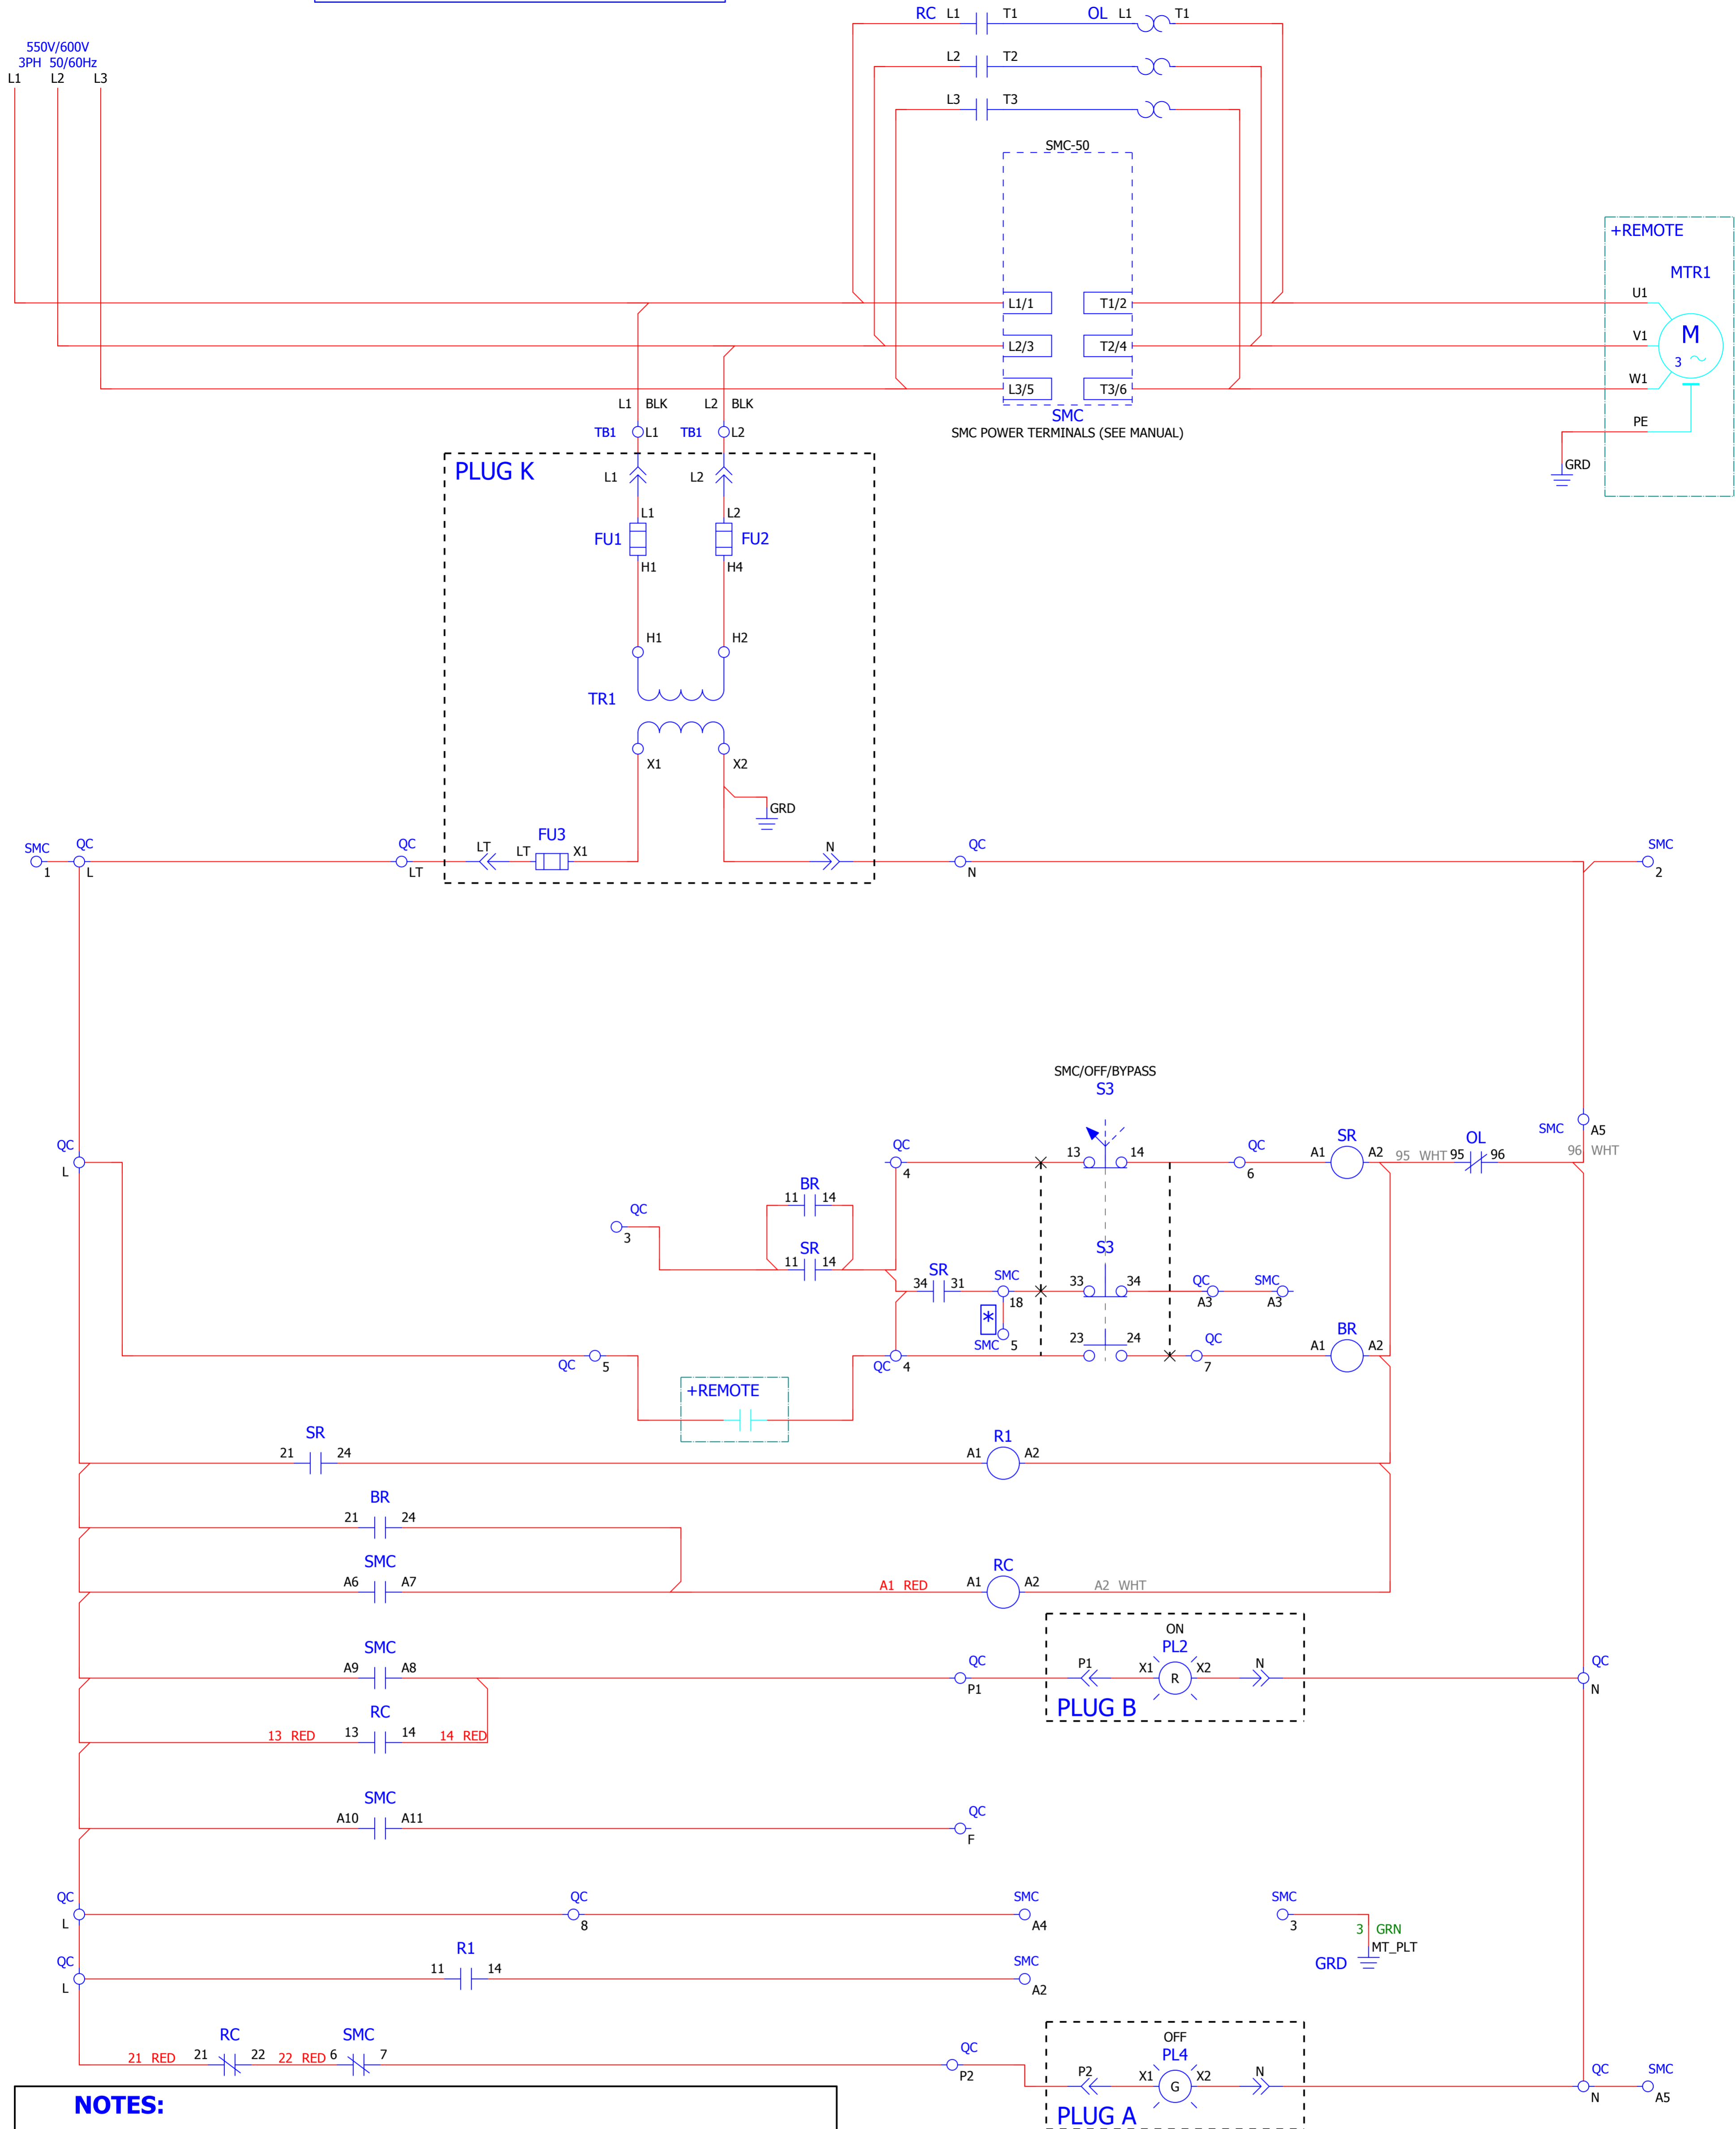 RC L1 T1 OL L1 T1
550V/600V
3PH 50/60Hz
L1 L2 L3
L2 T2
L3 T3
SMC-50
+REMOTE
MTR1
L1/1 T1/2 U1
L2/3 T2/4 V1 M
3
L3/5 T3/6 W1
L1 BLK L2 BLK
SMC
PE
TB1 L1 TB1 L2
SMC POWER TERMINALS (SEE MANUAL)
PLUG K
L1 L2
GRD
L1 L2
FU1 FU2
H1 H4
H1 H2
TR1
X1 X2
GRD
SMC QC QC FU3 QC SMC
LT LT X1 N
1 L LT N 2
SMC/OFF/BYPASS
S3
SMC A5
QC QC 13 14 QC SR OL
A1 A2 95 WHT 95 96 96 WHT
L 4 6
BR
11 14
QC
3
SR S3
11 14
SR SMC
34 31 33 34 QC SMC
18 A3 A3
*
SMC 5
23 24 QC BR
A1 A2
QC 5 QC 4 7
+REMOTE
SR R1
21 24 A1 A2
BR
21 24
SMC RC
A6 A7 A1 RED A1 A2 A2 WHT
ON
SMC PL2
A9 A8 QC P1 X1 R X2 N QC
P1 N
RC PLUG B
13 RED 13 14 14 RED
SMC
A10 A11 QC
F
QC QC SMC SMC
L 8 A4 3
3 GRN
MT_PLT
GRD
QC R1 SMC
11 14
L A2
RC SMC OFF
21 RED 21 22 22 RED 6 7 QC PL4
P2 P2 X1 G X2 N QC SMC
N A5
NOTES:
PLUG A